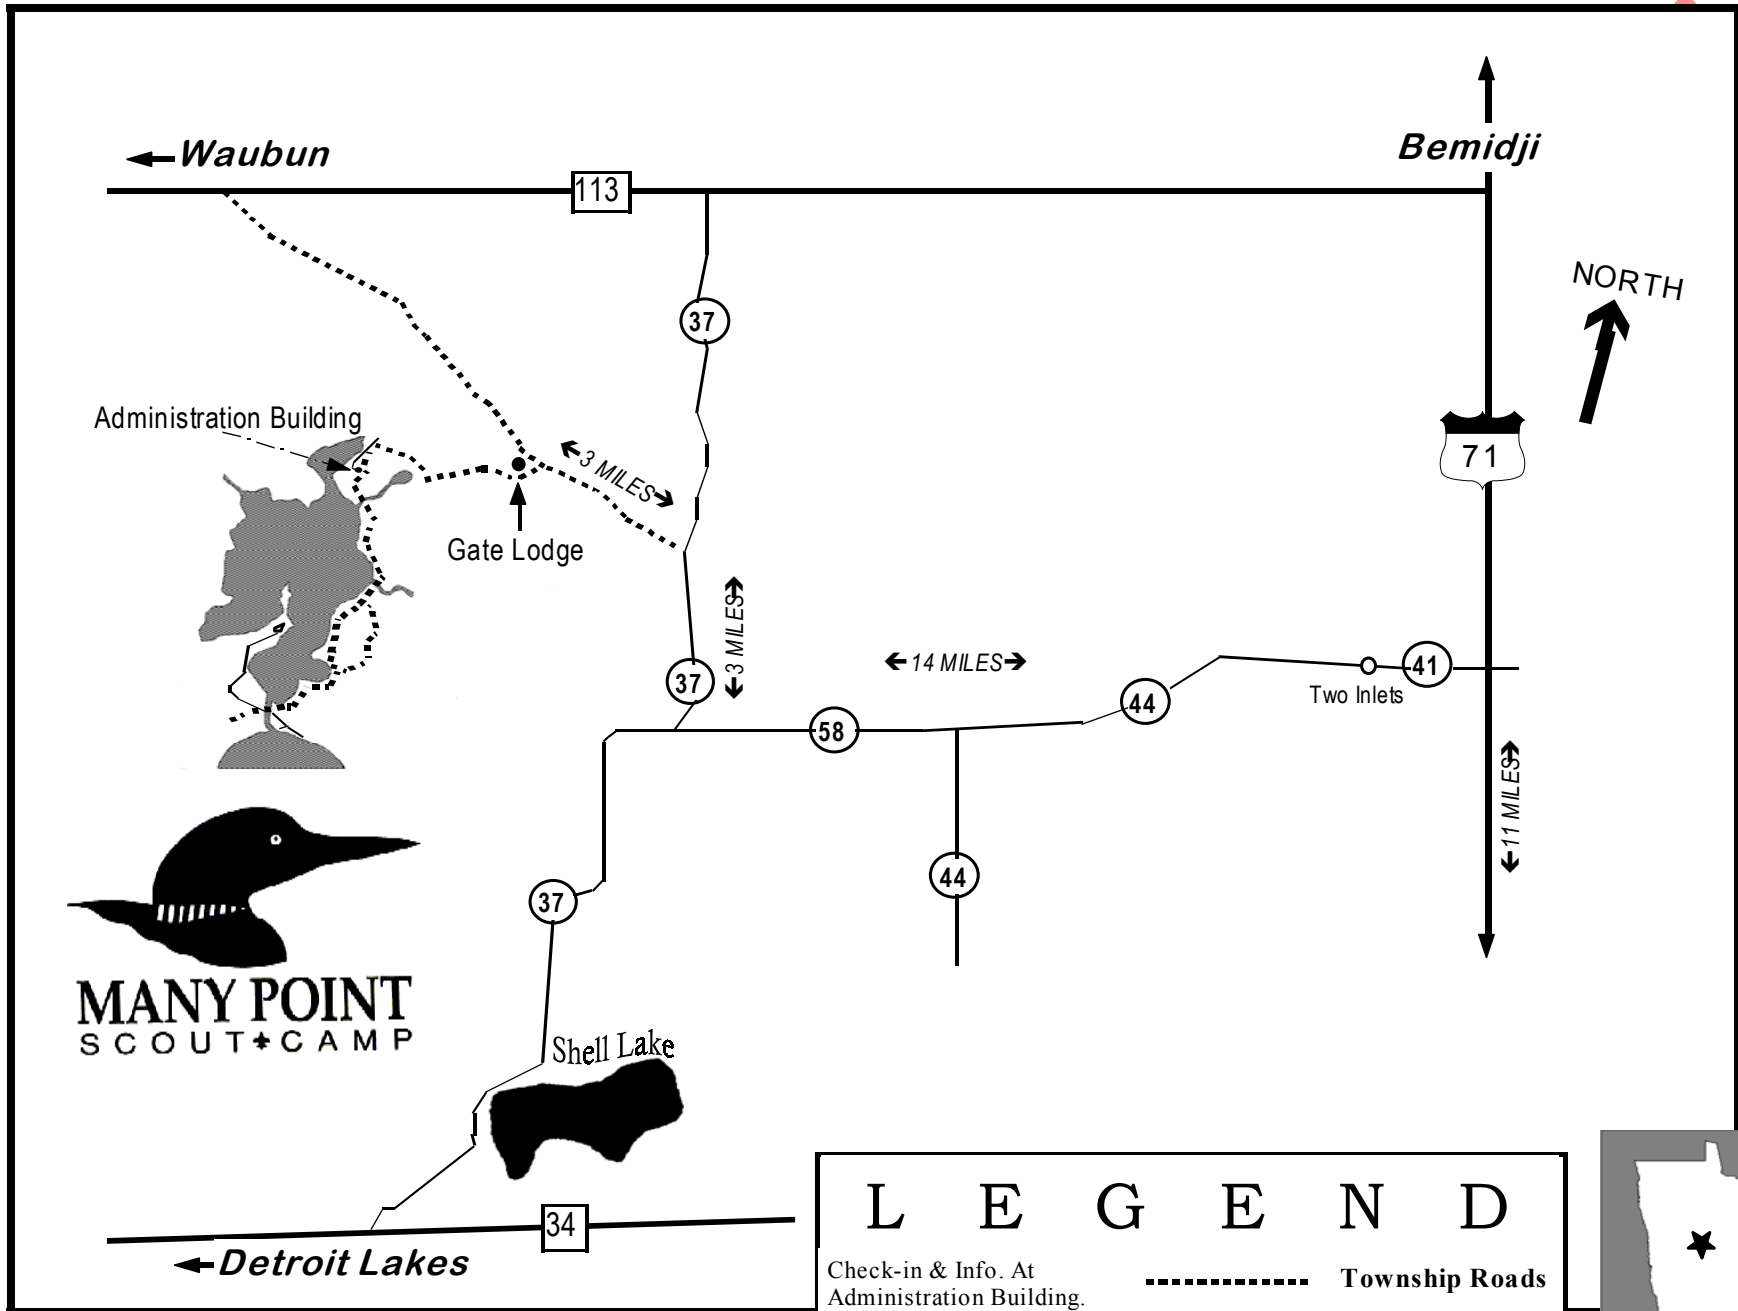 Waubun
Bemidji
113
NORTH
37
71
Administration Building
3 MILES
Gate Lodge
3 MILES
37
14 MILES
41
Two Inlets
44
58
11 MILES
44
37
MANY POINT
SCOUT CAMP
Shell Lake
34
Detroit Lakes
LEGEND
Check-in & Info. At
Administration Building.
Township Roads